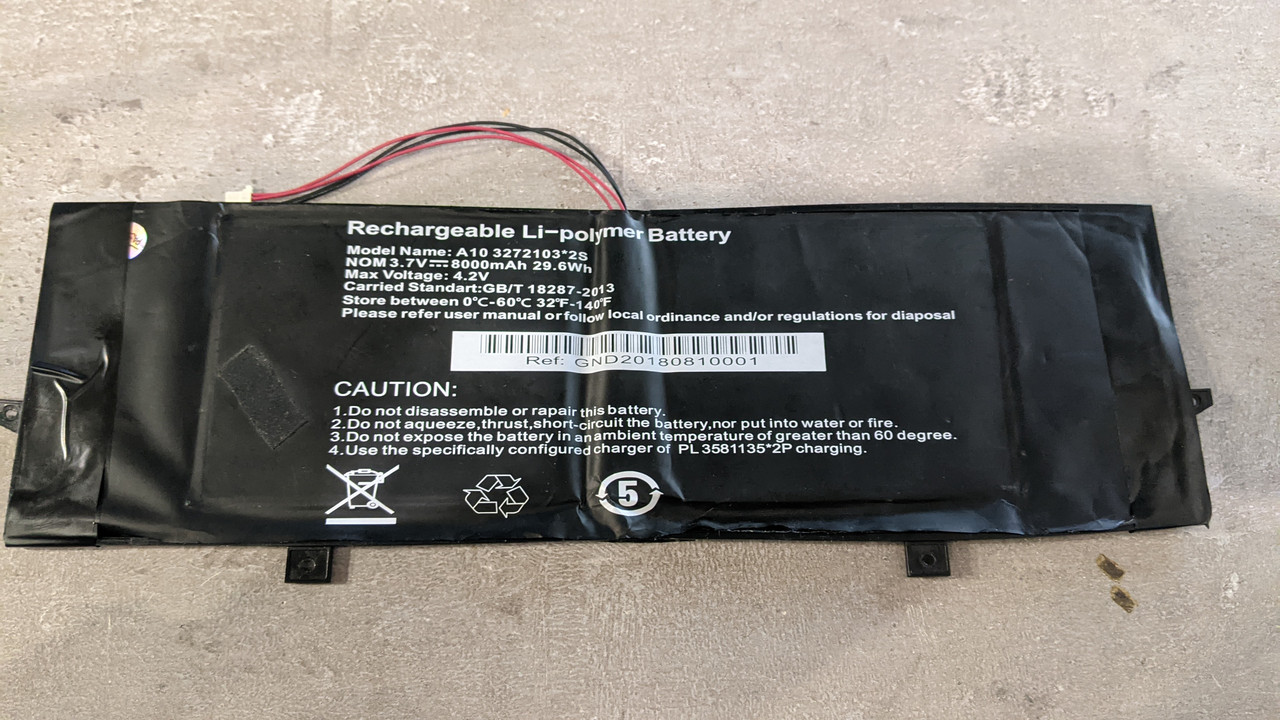 Rechargeable Li-polymer Battery
Model Name: A10 3272103*2S
NOM 3.7V⎓8000mAh 29.6Wh
Max Voltage: 4.2V
Carried Standart:GB/T 18287-2013
Store between 0℃-60℃ 32℉-140℉
Please refer user manual or follow local ordinance and/or regulations for disposal
Ref: GND20180810001
CAUTION:
1.Do not disassemble or rapair this battery.
2.Do not aqueeze,thrust,short-circuit the battery,nor put into water or fire.
3.Do not expose the battery in an ambient temperature of greater than 60 degree.
4.Use the specifically configured charger of PL3581135*2P charging.
5